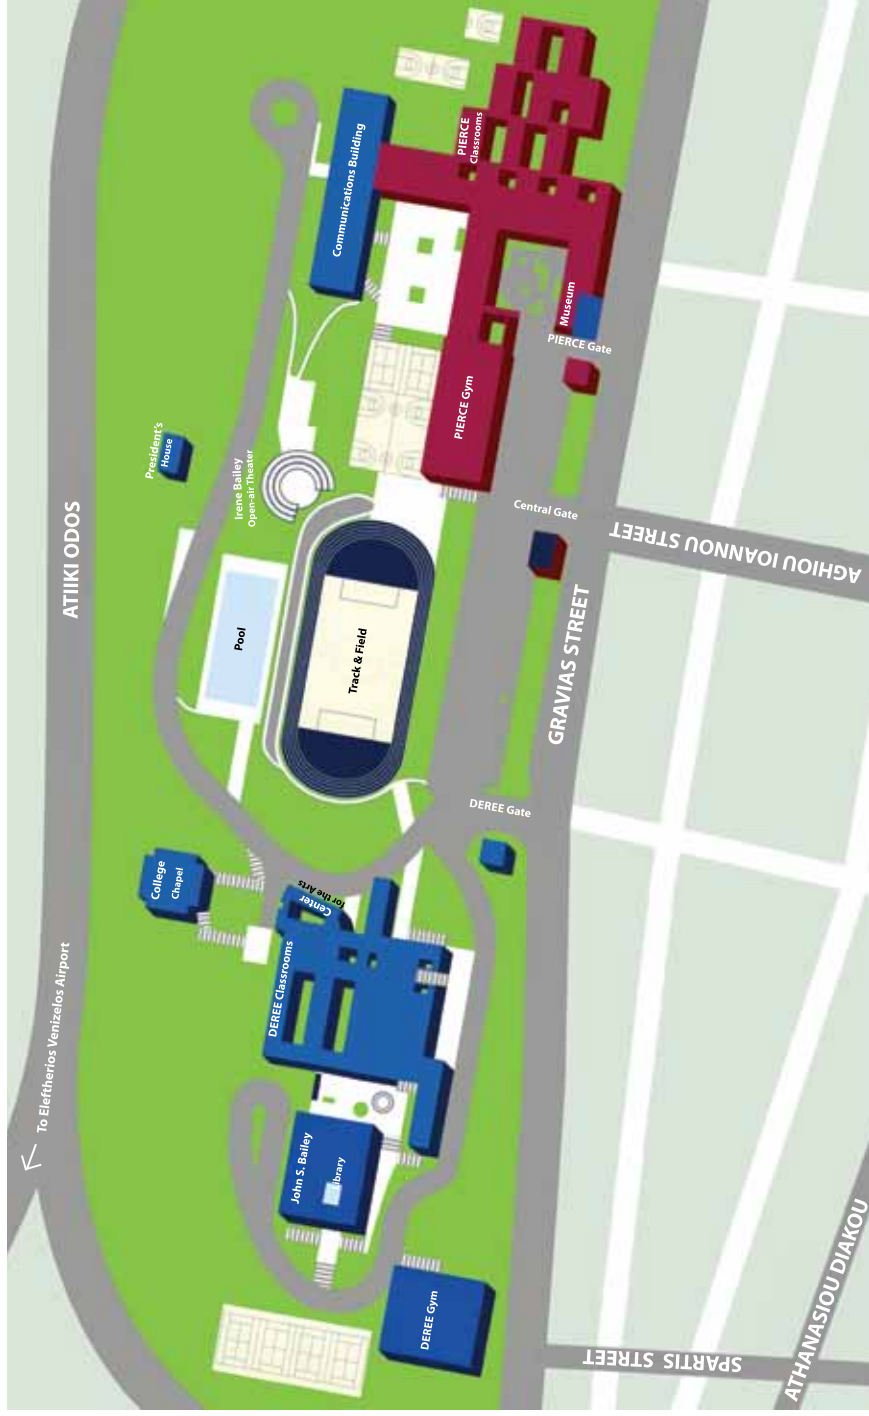 Communications Building
PIERCE
Classrooms
Museum
PIERCE Gate
PIERCE Gym
President's
House
Irene Bailey
Open-air Theater
Central Gate
AGHIOU IOANNOU STREET
ATIIKI ODOS
GRAVIAS STREET
Pool
Track & Field
DEREE Gate
College
Chapel
Center
for the Arts
DEREE Classrooms
To Eleftherios Venizelos Airport
John S. Bailey
Library
DEREE Gym
SPARTIS STREET
ATHANASIOU DIAKOU